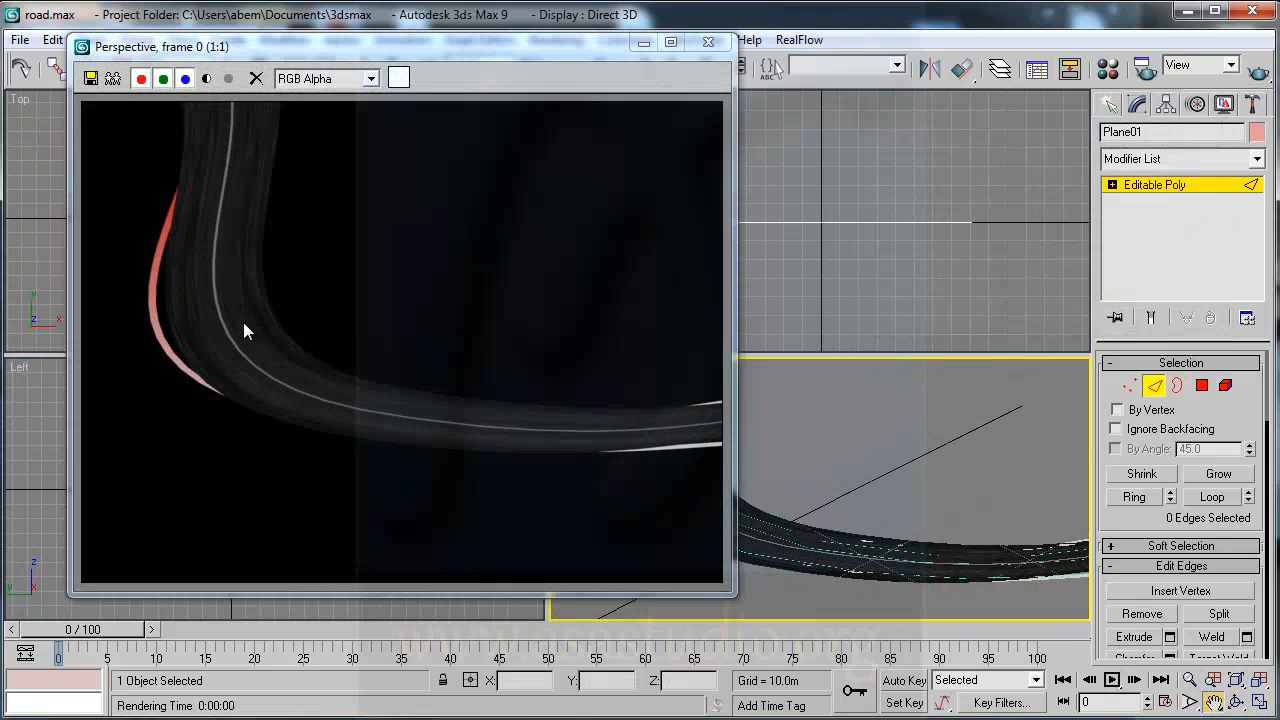 road.max - Project Folder: C:\Users\abem\Documents\3dsmax - Autodesk 3ds Max 9 - Display : Direct 3D
File Edit Help RealFlow
Perspective, frame 0 (1:1)
RGB Alpha
ABC
View
Top
Plane01
Modifier List
Editable Poly
y
z x
Left
Selection
By Vertex
Ignore Backfacing
By Angle: 45.0
Shrink Grow
Ring Loop
0 Edges Selected
Soft Selection
Edit Edges
Insert Vertex
Remove Split
Extrude Weld
Chamfer Target Weld
z
y x
0 / 100
0 5 10 15 20 25 30 35 40 45 50 55 60 65 70 75 80 85 90 95 100
1 Object Selected X: Y: Z: Grid = 10.0m Auto Key Selected
Rendering Time 0:00:00 Add Time Tag Set Key Key Filters... 0